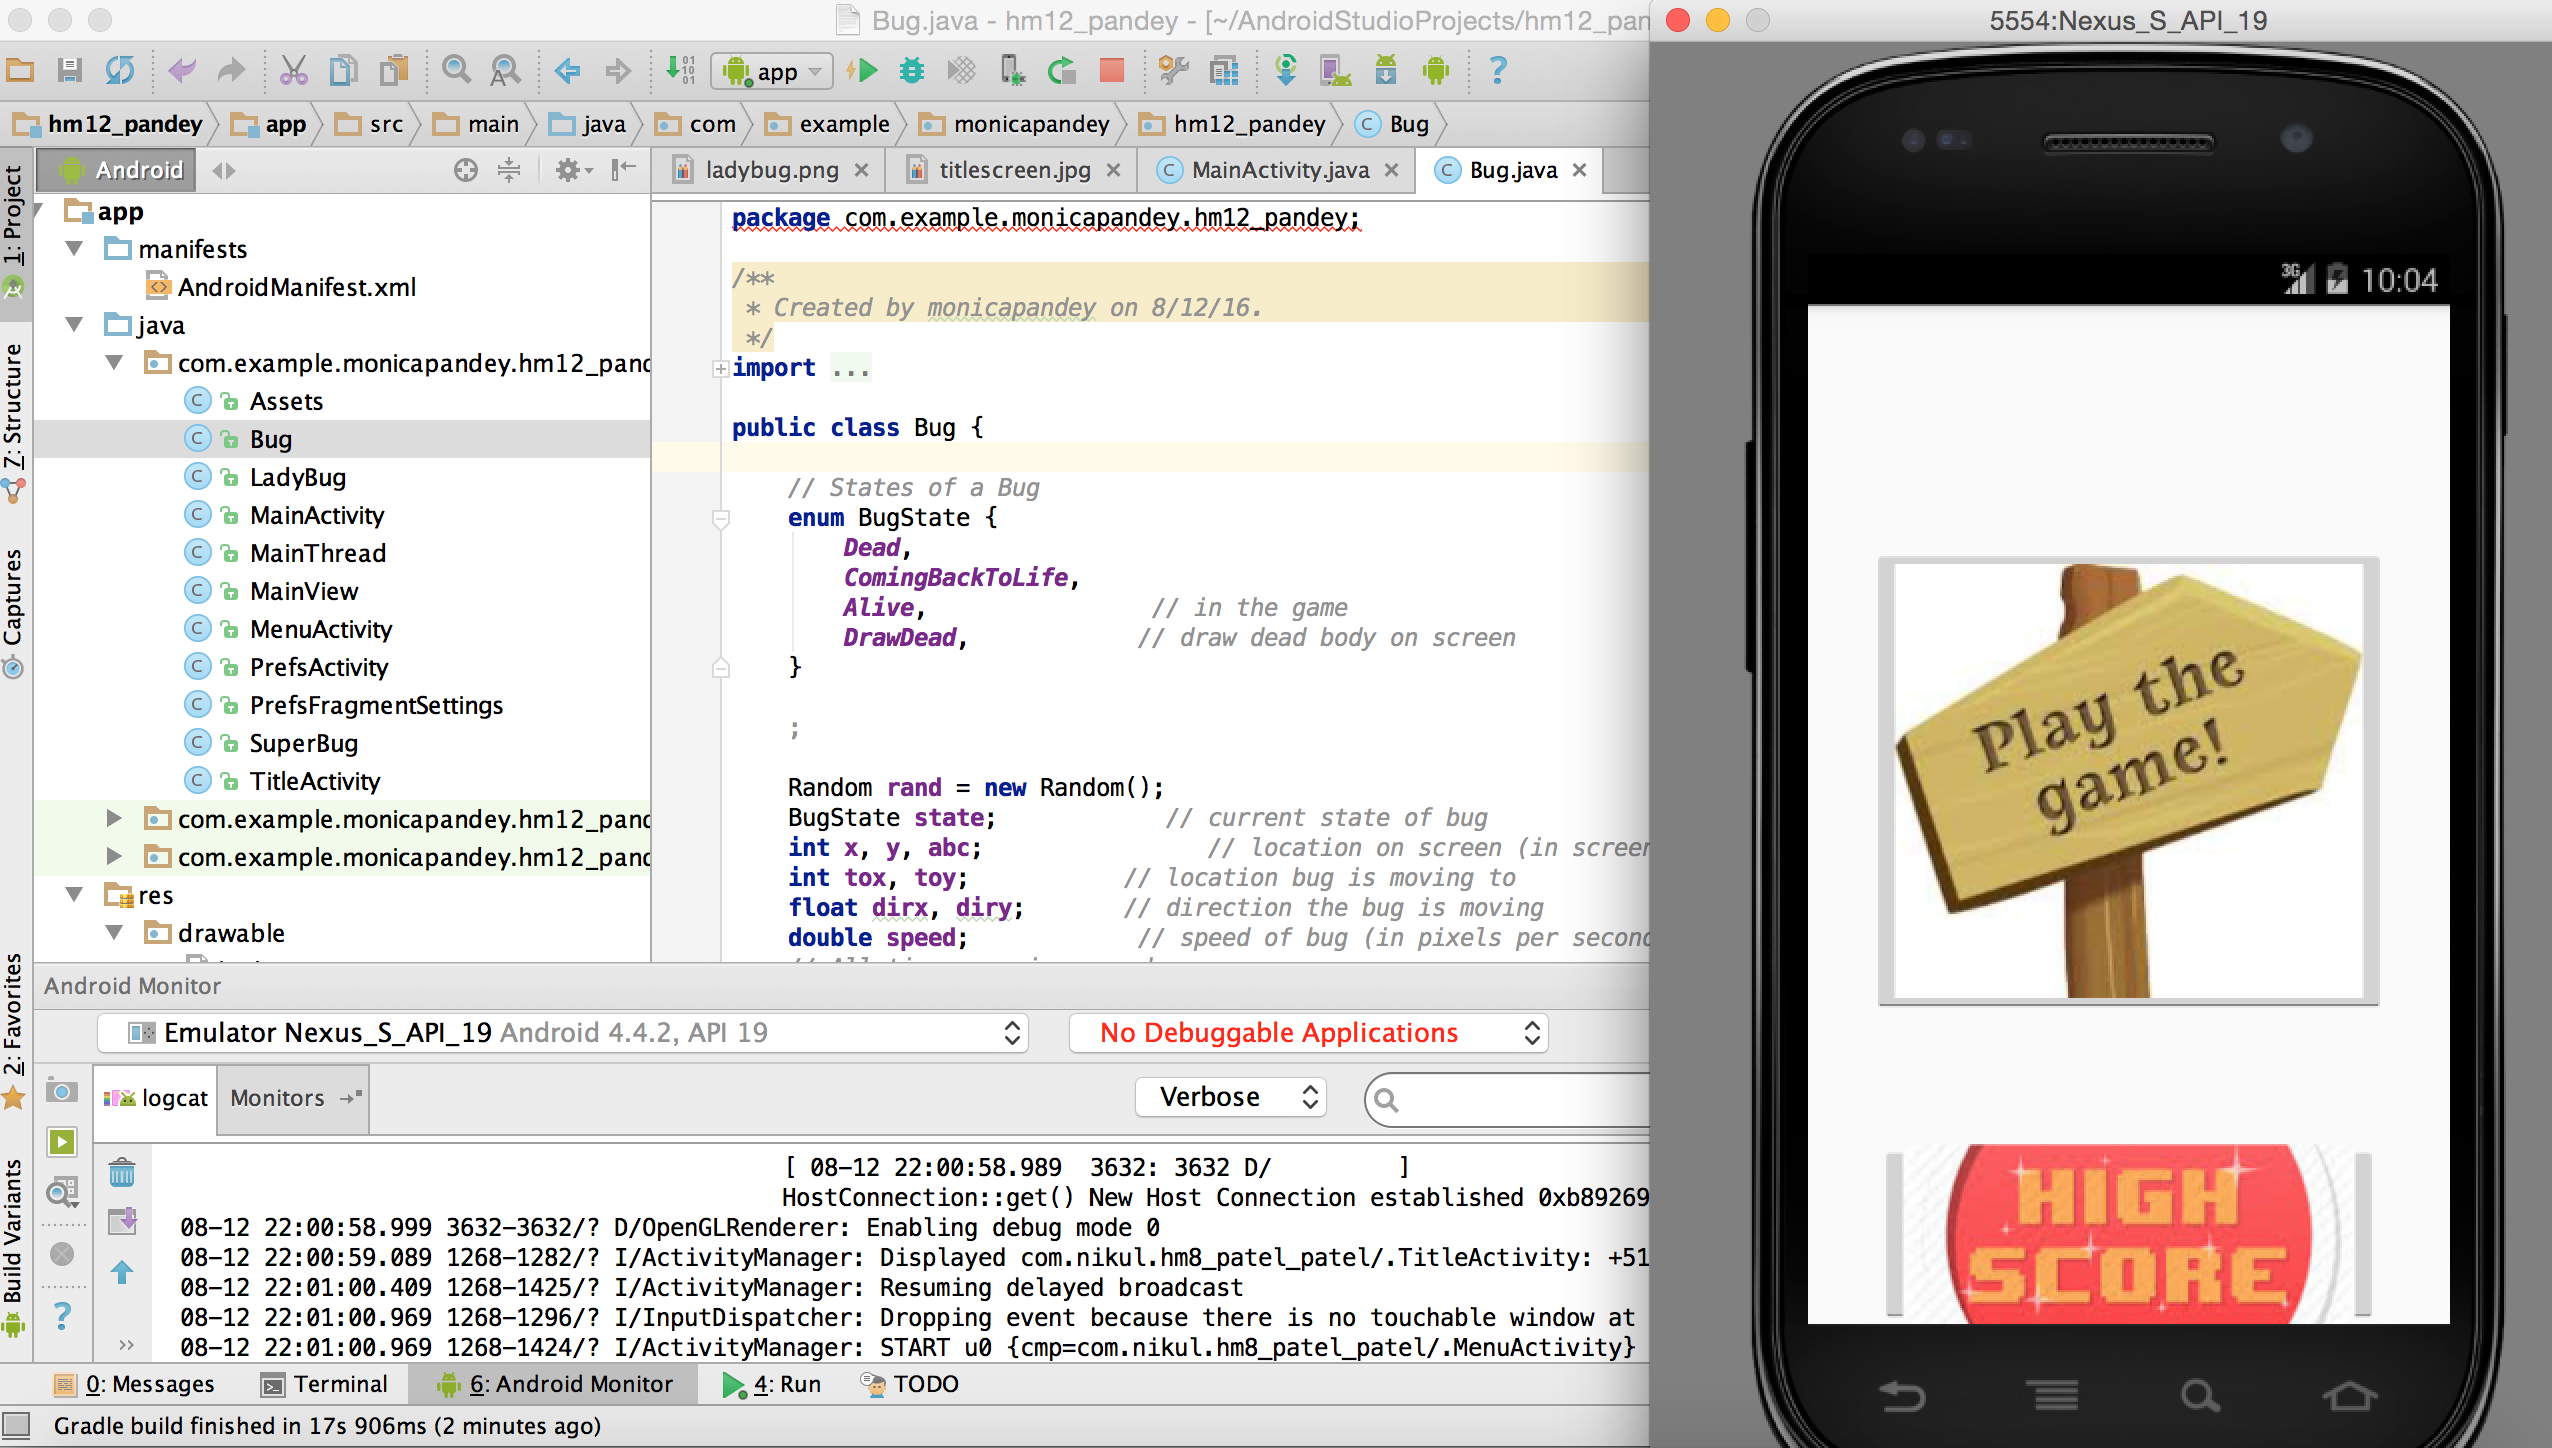 Bug.java - hm12_pandey - [~/AndroidStudioProjects/hm12_pan
5554:Nexus_S_API_19
app
hm12_pandey
app
src
main
java
com
example
monicapandey
hm12_pandey
Bug
Android
ladybug.png
titlescreen.jpg
MainActivity.java
Bug.java
1: Project
7: Structure
Captures
2: Favorites
Build Variants
app
manifests
AndroidManifest.xml
java
com.example.monicapandey.hm12_pand
Assets
Bug
LadyBug
MainActivity
MainThread
MainView
MenuActivity
PrefsActivity
PrefsFragmentSettings
SuperBug
TitleActivity
com.example.monicapandey.hm12_pand
com.example.monicapandey.hm12_pand
res
drawable
package com.example.monicapandey.hm12_pandey;
/**
* Created by monicapandey on 8/12/16.
*/
import ...
public class Bug {
// States of a Bug
enum BugState {
Dead,
ComingBackToLife,
Alive, // in the game
DrawDead, // draw dead body on screen
}
;
Random rand = new Random();
BugState state; // current state of bug
int x, y, abc; // location on screen (in screen
int tox, toy; // location bug is moving to
float dirx, diry; // direction the bug is moving
double speed; // speed of bug (in pixels per second
Android Monitor
Emulator Nexus_S_API_19 Android 4.4.2, API 19
No Debuggable Applications
logcat
Monitors
Verbose
[ 08-12 22:00:58.989 3632: 3632 D/ ]
HostConnection::get() New Host Connection established 0xb89269
08-12 22:00:58.999 3632-3632/? D/OpenGLRenderer: Enabling debug mode 0
08-12 22:00:59.089 1268-1282/? I/ActivityManager: Displayed com.nikul.hm8_patel_patel/.TitleActivity: +51
08-12 22:01:00.409 1268-1425/? I/ActivityManager: Resuming delayed broadcast
08-12 22:01:00.969 1268-1296/? I/InputDispatcher: Dropping event because there is no touchable window at
08-12 22:01:00.969 1268-1424/? I/ActivityManager: START u0 {cmp=com.nikul.hm8_patel_patel/.MenuActivity}
0: Messages
Terminal
6: Android Monitor
4: Run
TODO
Gradle build finished in 17s 906ms (2 minutes ago)
3G
10:04
Play the
game!
HIGH
SCORE